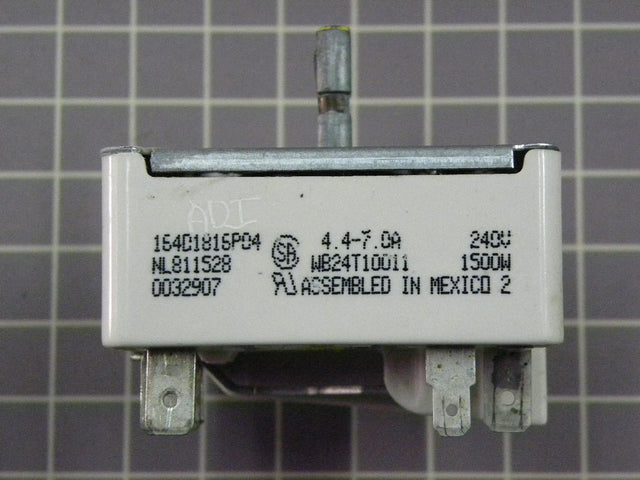 ADI
164D1816P04 4.4-7.0A 240V
NL811528 WB24T10011 1500W
0032907 ASSEMBLED IN MEXICO 2